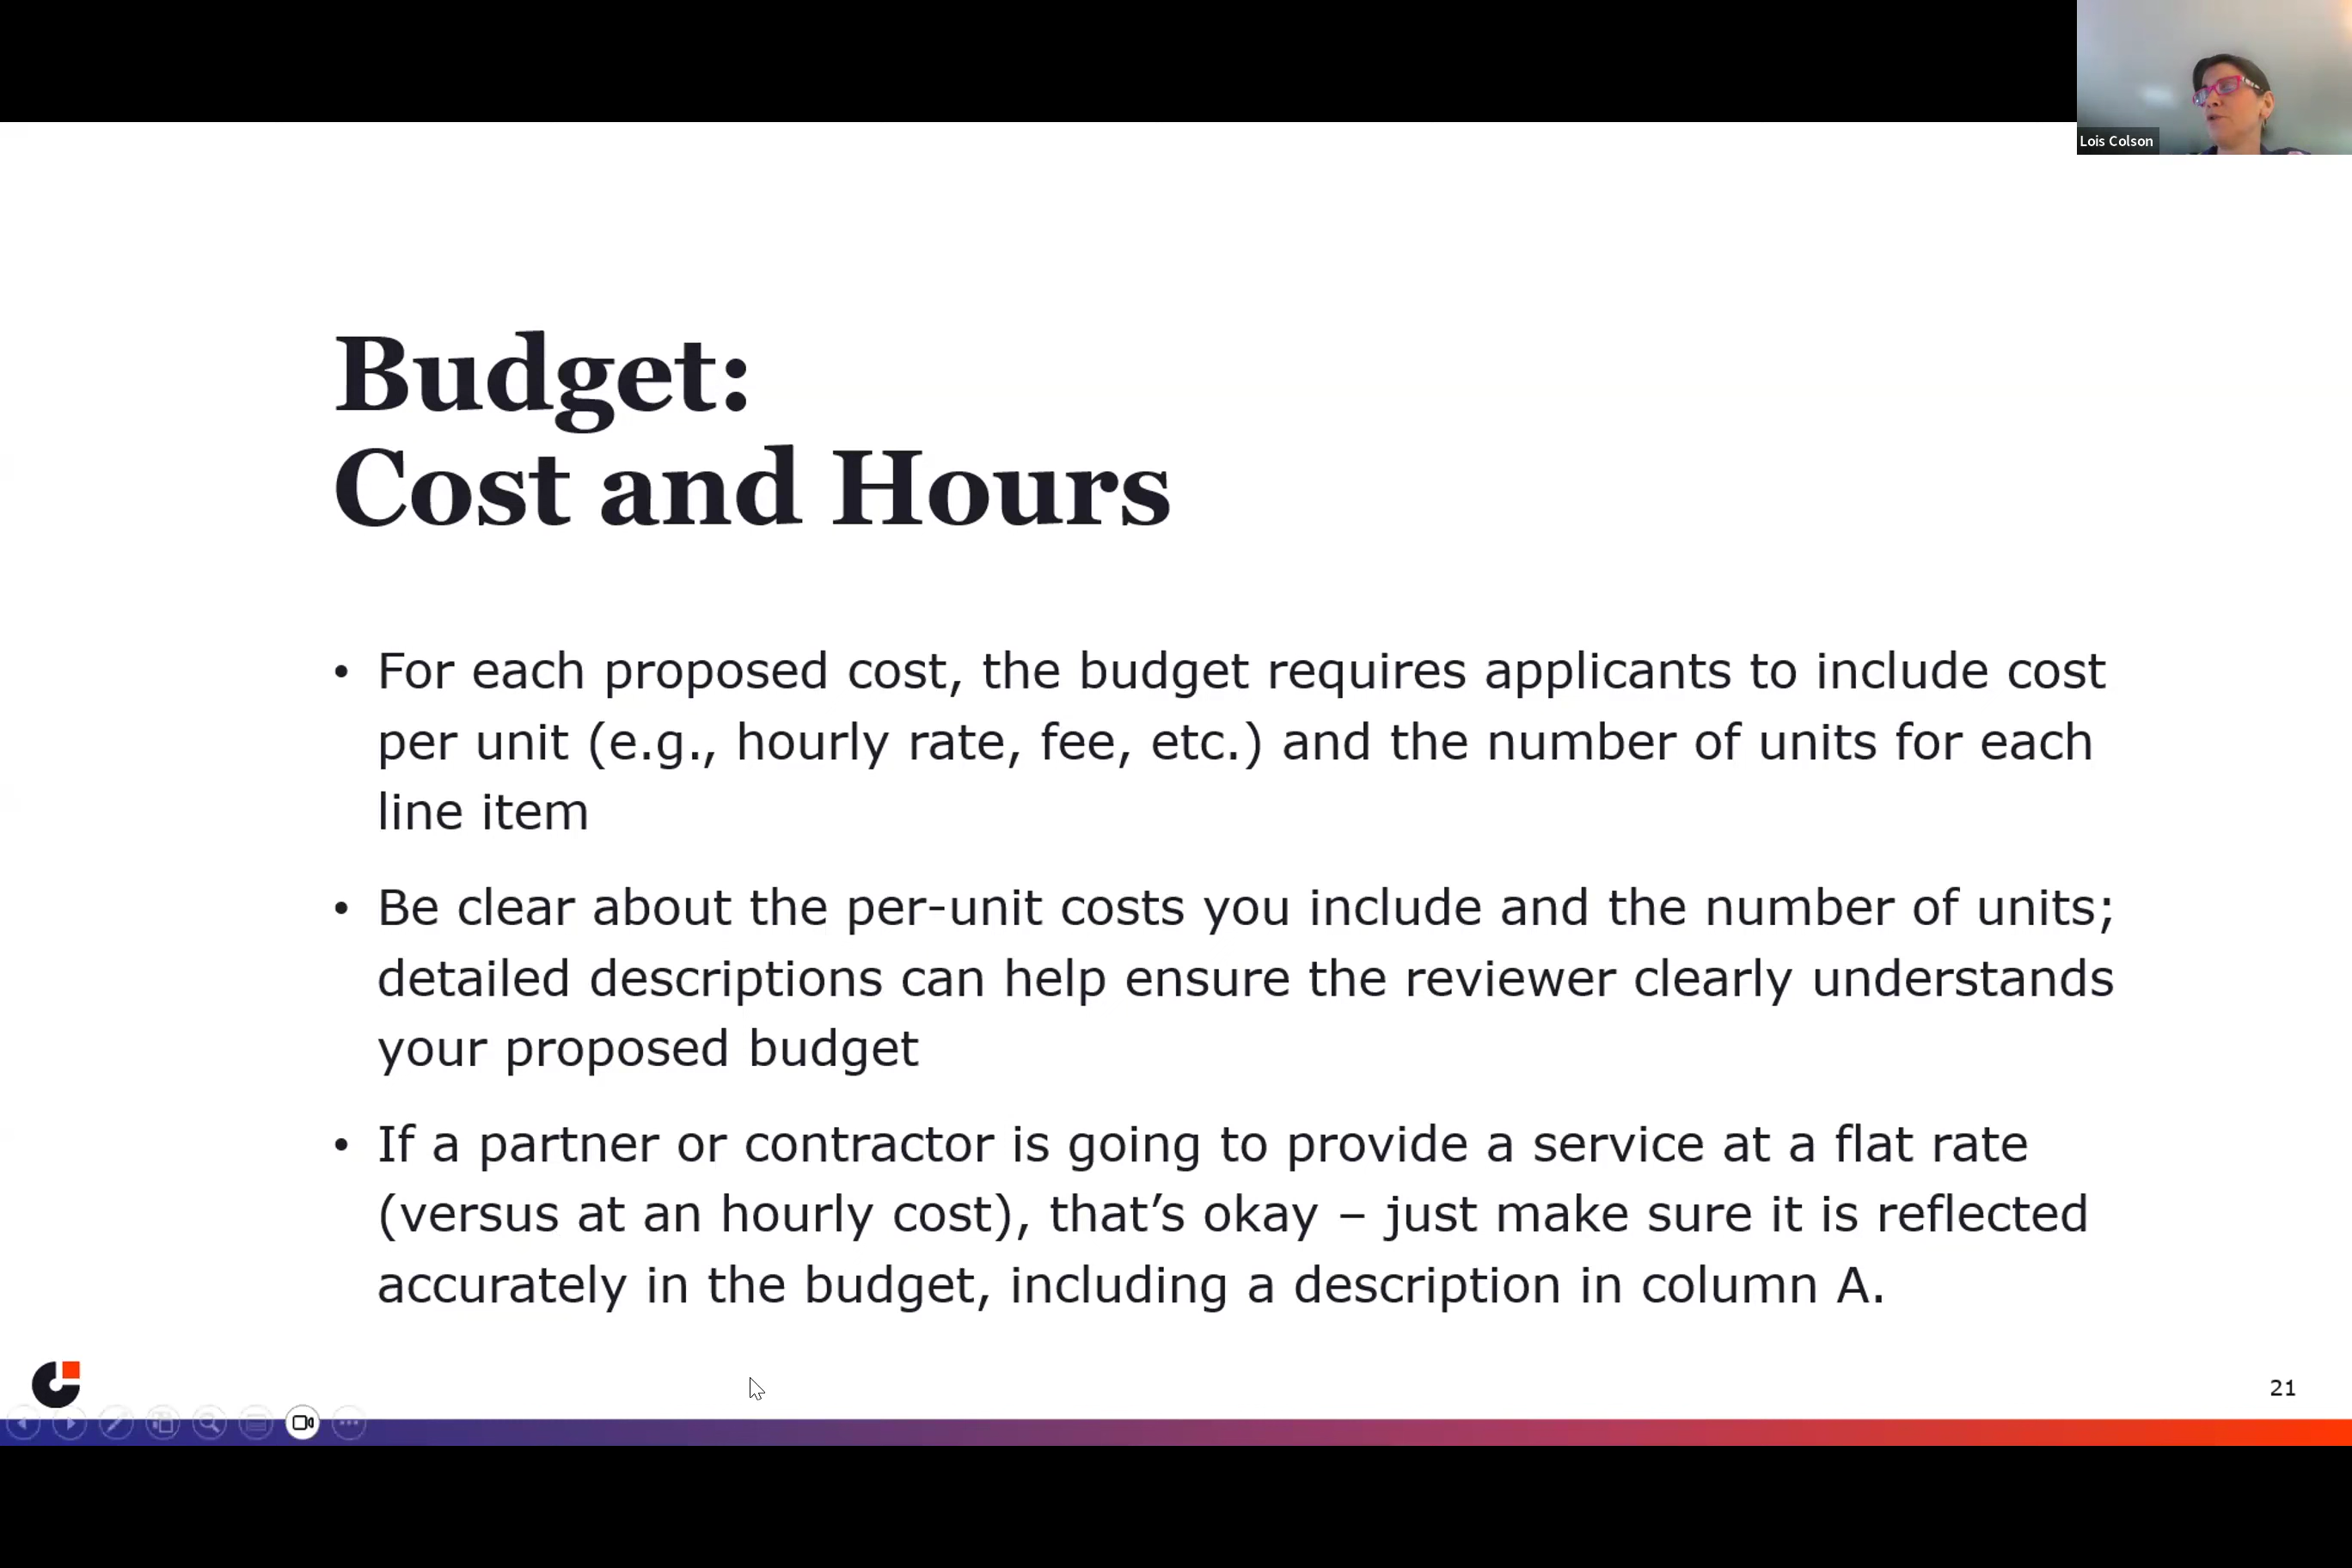 Lois Colson
Budget:
Cost and Hours
• For each proposed cost, the budget requires applicants to include cost
per unit (e.g., hourly rate, fee, etc.) and the number of units for each
line item
• Be clear about the per-unit costs you include and the number of units;
detailed descriptions can help ensure the reviewer clearly understands
your proposed budget
• If a partner or contractor is going to provide a service at a flat rate
(versus at an hourly cost), that’s okay – just make sure it is reflected
accurately in the budget, including a description in column A.
21